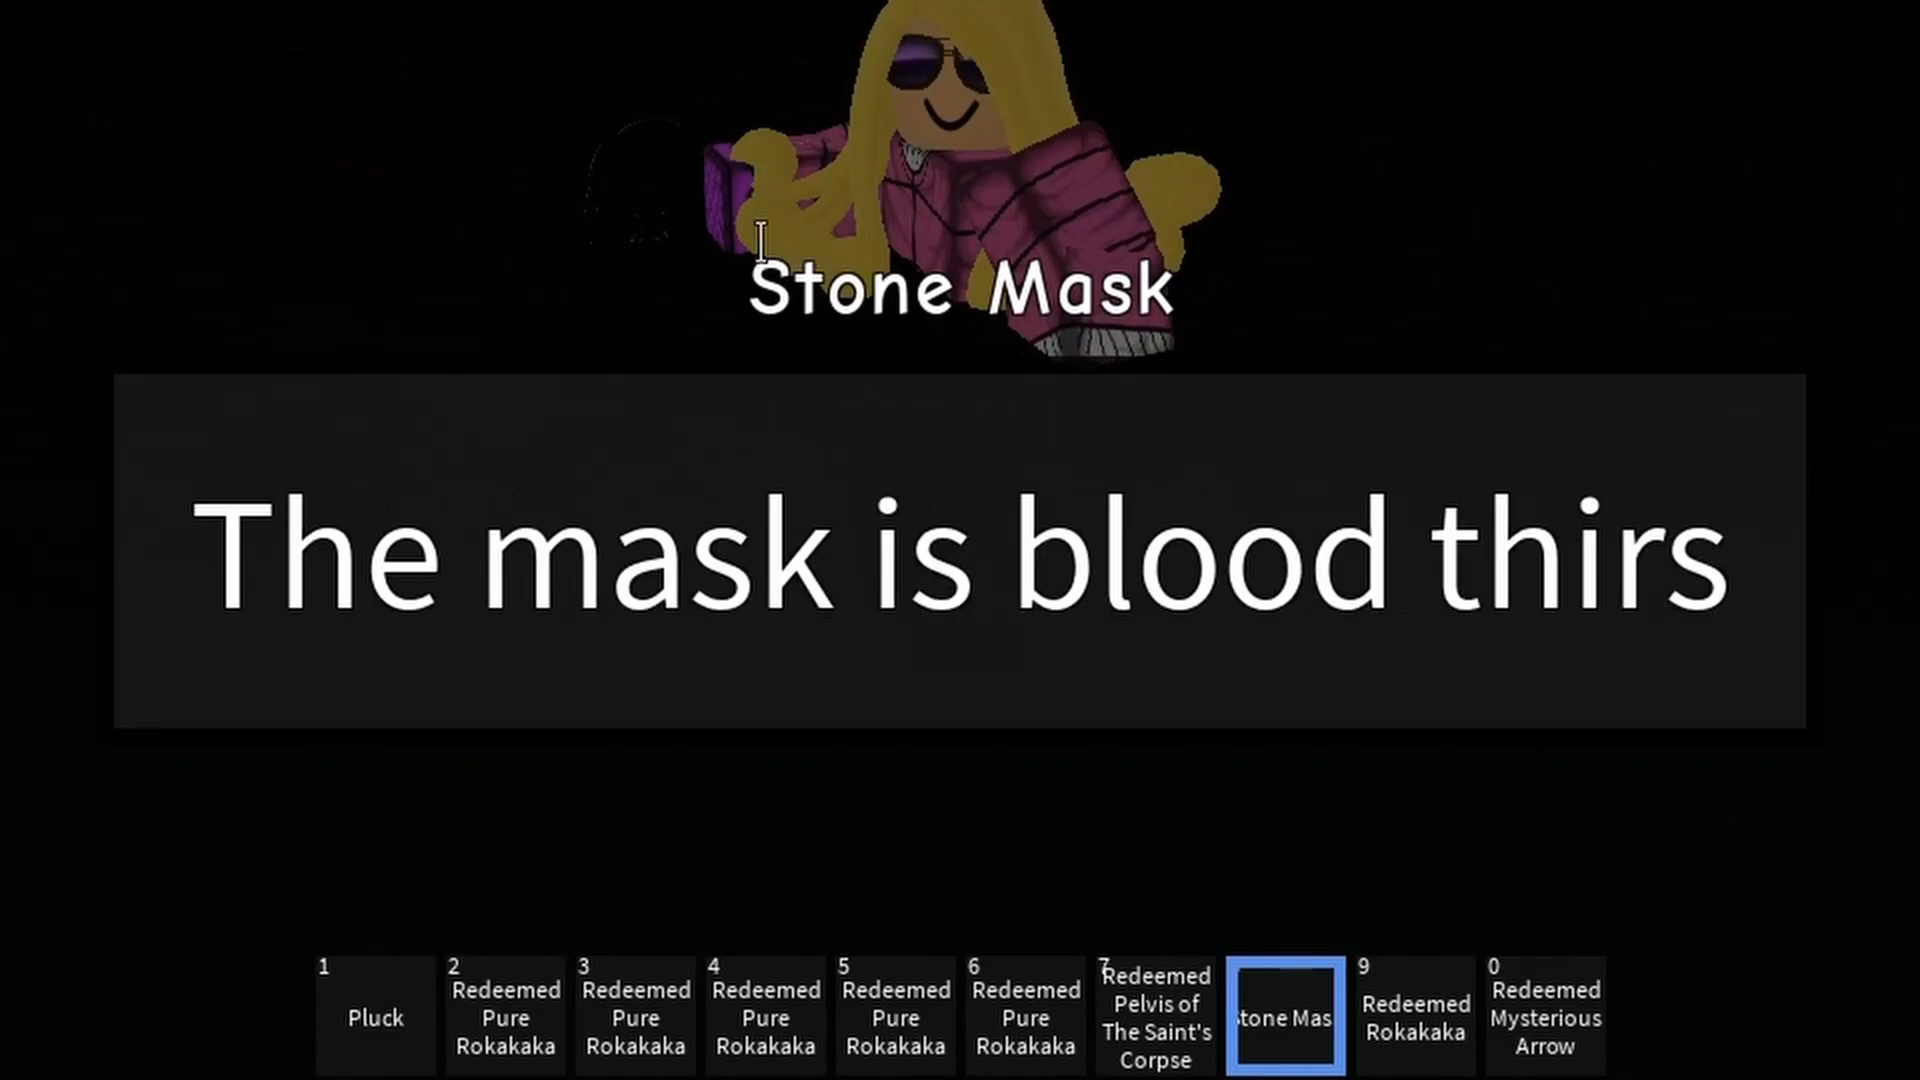 Stone Mask
The mask is blood thirs
1
Pluck
2
Redeemed
Pure
Rokakaka
3
Redeemed
Pure
Rokakaka
4
Redeemed
Pure
Rokakaka
5
Redeemed
Pure
Rokakaka
6
Redeemed
Pure
Rokakaka
7
Redeemed
Pelvis of
The Saint's
Corpse
Stone Mas
9
Redeemed
Rokakaka
0
Redeemed
Mysterious
Arrow